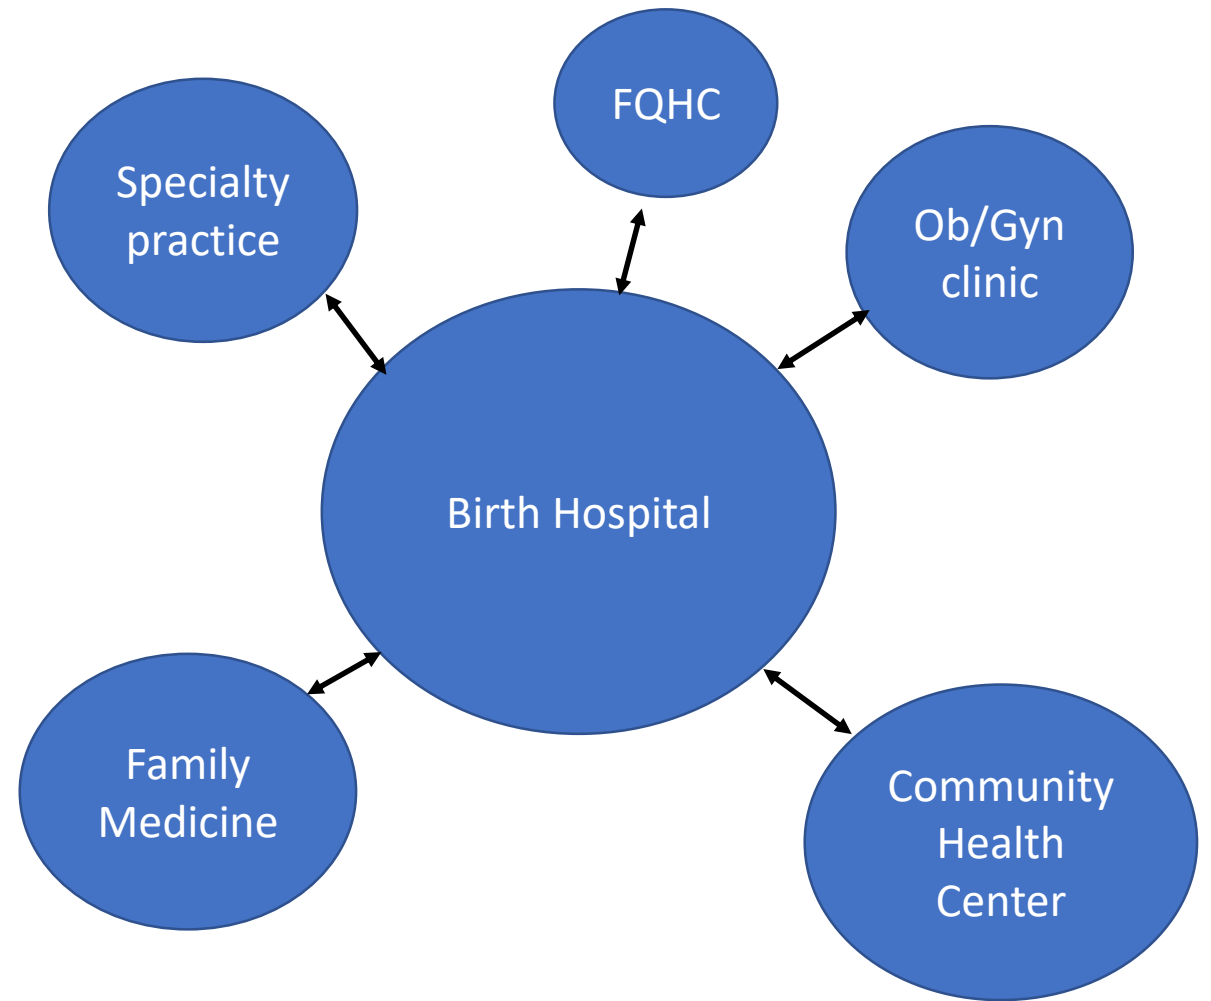 FQHC
Specialty
practice
Ob/Gyn
clinic
Birth Hospital
Family
Medicine
Community
Health
Center